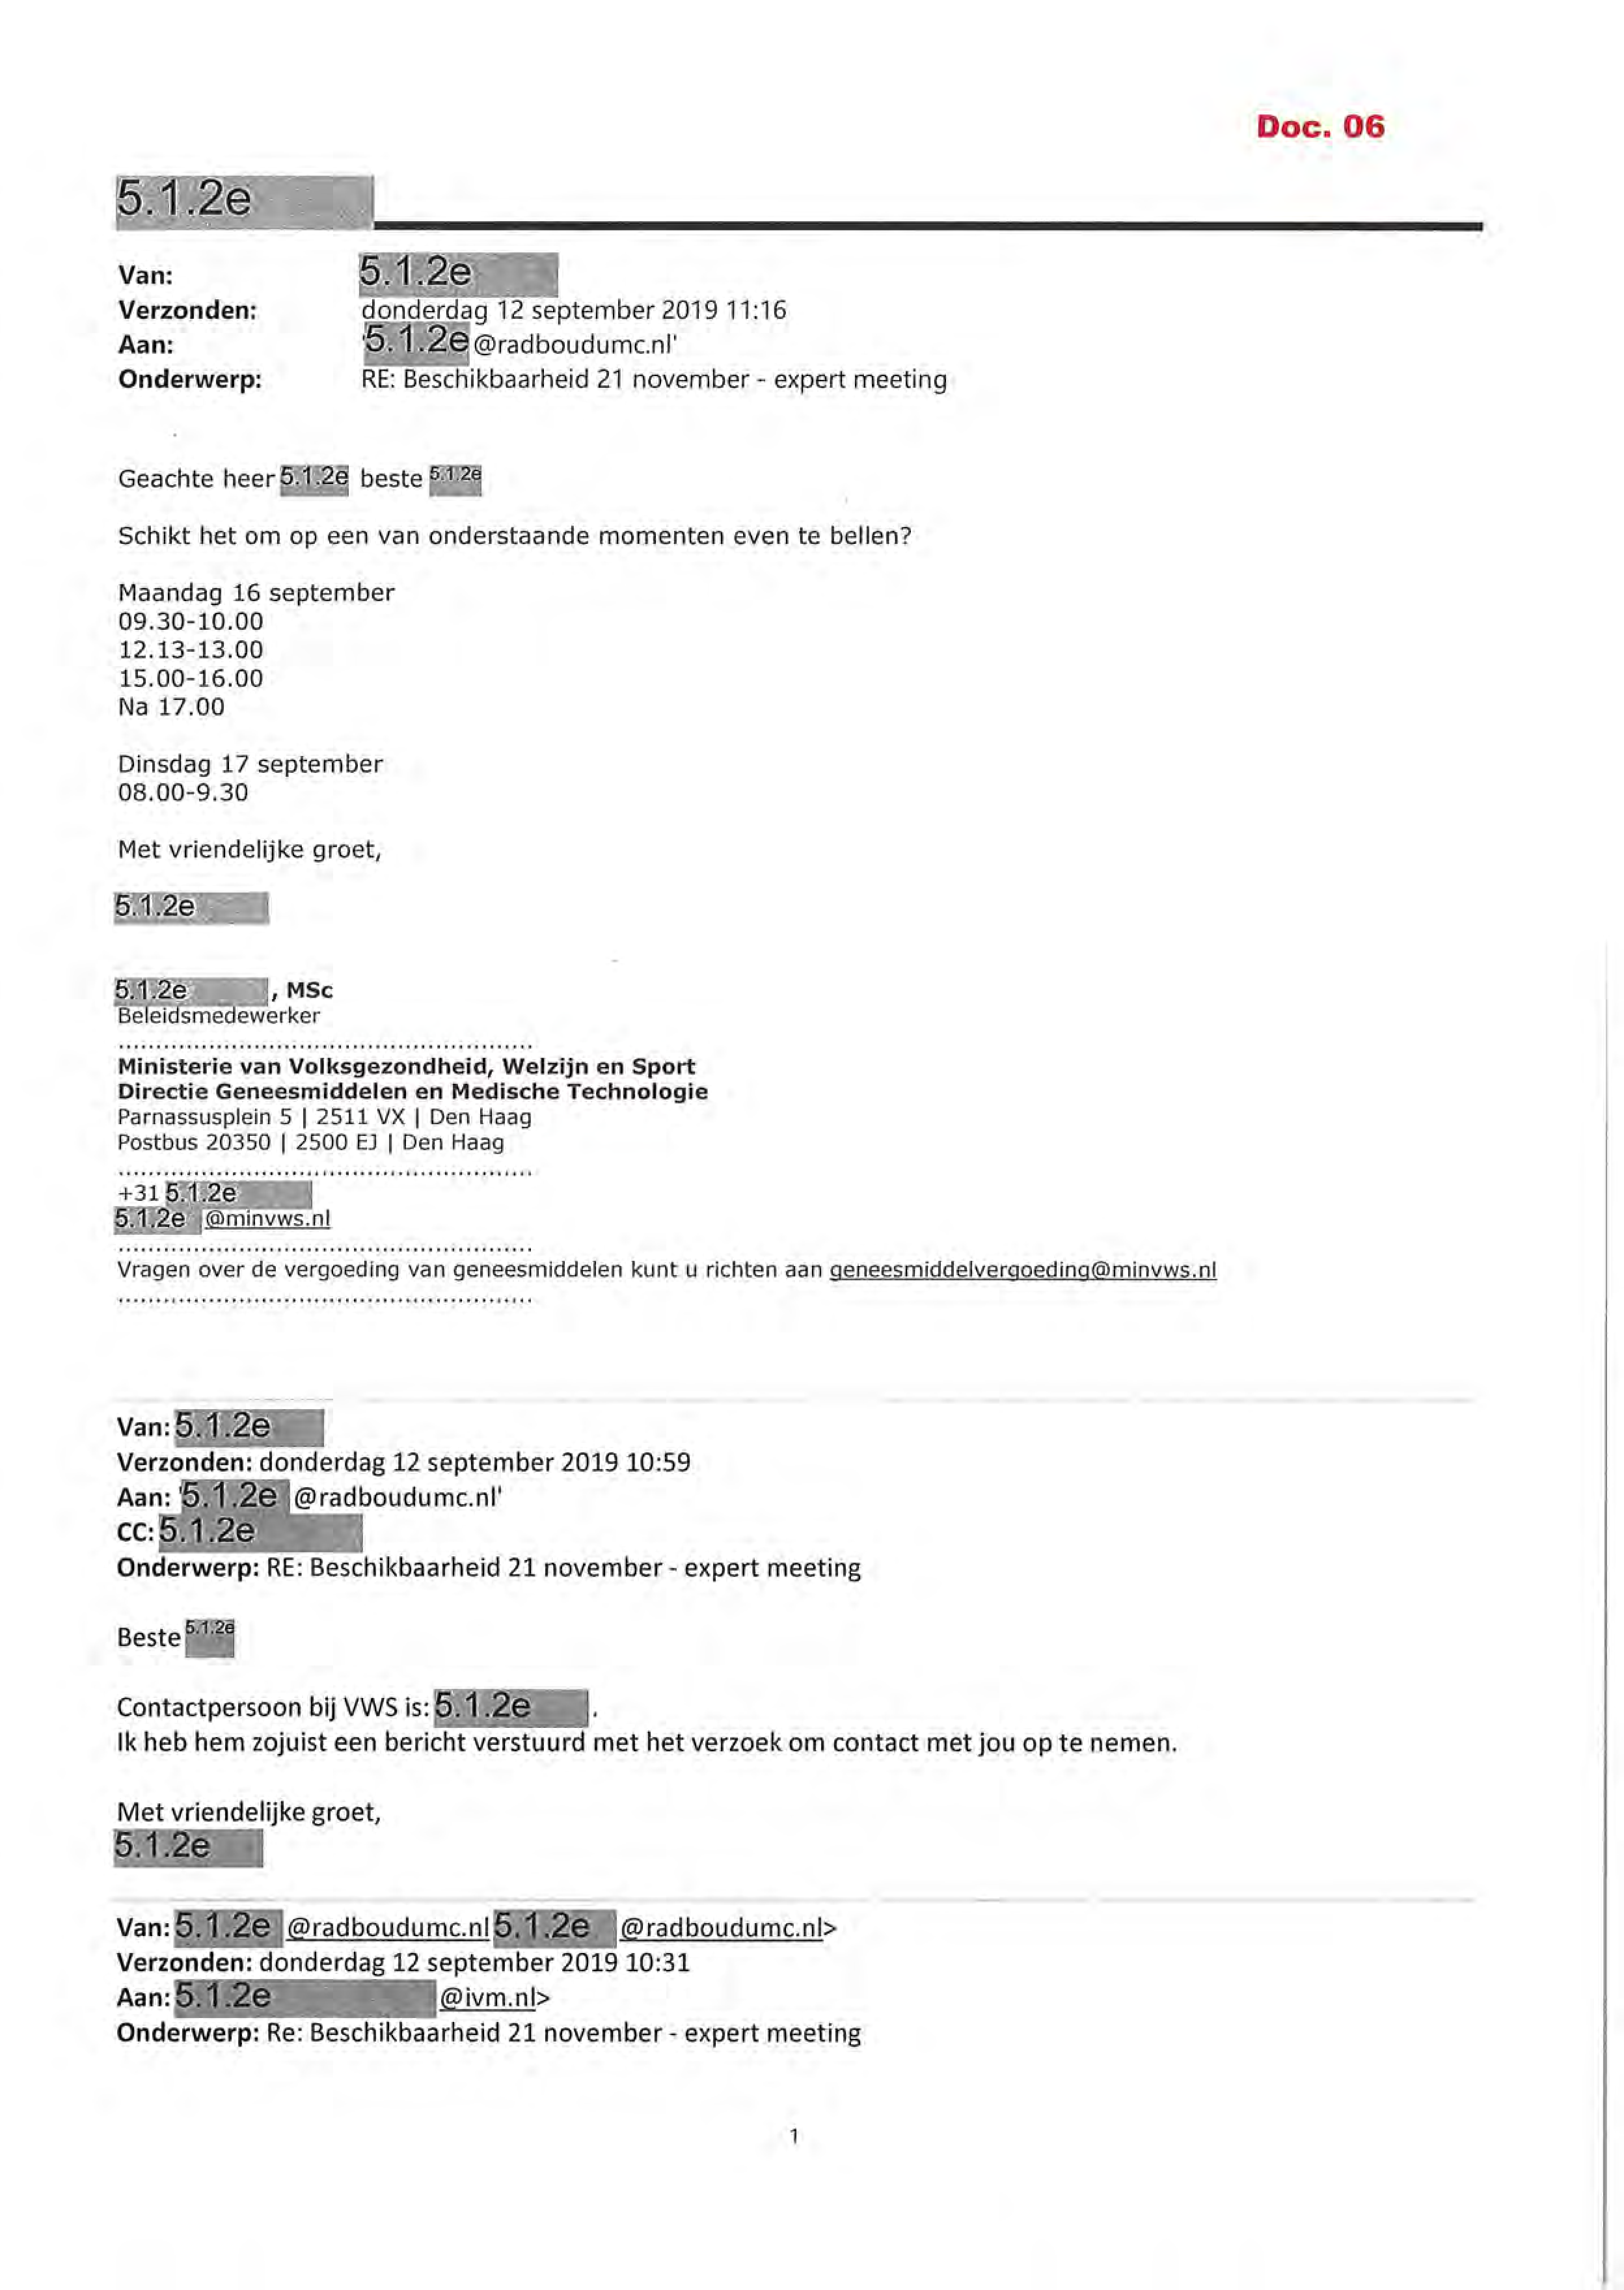 Doc. 06
5.1.2e
Van: 5.1.2e
Verzonden: donderdag 12 september 2019 11:16
Aan: '5.1.2e@radboudumc.nl'
Onderwerp: RE: Beschikbaarheid 21 november - expert meeting
Geachte heer 5.1.2e beste 5.1.2e
Schikt het om op een van onderstaande momenten even te bellen?
Maandag 16 september
09.30-10.00
12.13-13.00
15.00-16.00
Na 17.00
Dinsdag 17 september
08.00-9.30
Met vriendelijke groet,
5.1.2e
5.1.2e, MSc
Beleidsmedewerker
......................................................
Ministerie van Volksgezondheid, Welzijn en Sport
Directie Geneesmiddelen en Medische Technologie
Parnassusplein 5 | 2511 VX | Den Haag
Postbus 20350 | 2500 EJ | Den Haag
......................................................
+31 5.1.2e
5.1.2e @minvws.nl
......................................................
Vragen over de vergoeding van geneesmiddelen kunt u richten aan geneesmiddelvergoeding@minvws.nl
......................................................
Van: 5.1.2e
Verzonden: donderdag 12 september 2019 10:59
Aan: '5.1.2e @radboudumc.nl'
CC: 5.1.2e
Onderwerp: RE: Beschikbaarheid 21 november - expert meeting
Beste 5.1.2e
Contactpersoon bij VWS is: 5.1.2e .
Ik heb hem zojuist een bericht verstuurd met het verzoek om contact met jou op te nemen.
Met vriendelijke groet,
5.1.2e
Van: 5.1.2e @radboudumc.nl 5.1.2e @radboudumc.nl>
Verzonden: donderdag 12 september 2019 10:31
Aan: 5.1.2e @ivm.nl>
Onderwerp: Re: Beschikbaarheid 21 november - expert meeting
1